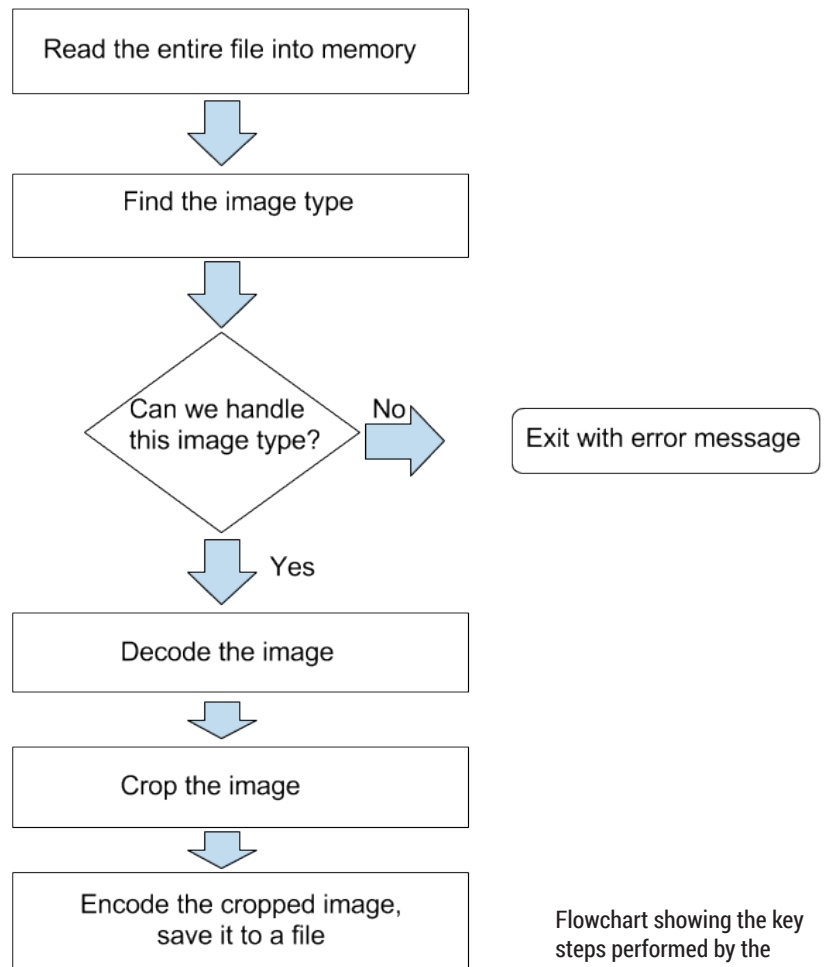 Read the entire file into memory
Find the image type
Can we handle
this image type?
No
Exit with error message
Yes
Decode the image
Crop the image
Encode the cropped image,
save it to a file
Flowchart showing the key
steps performed by the